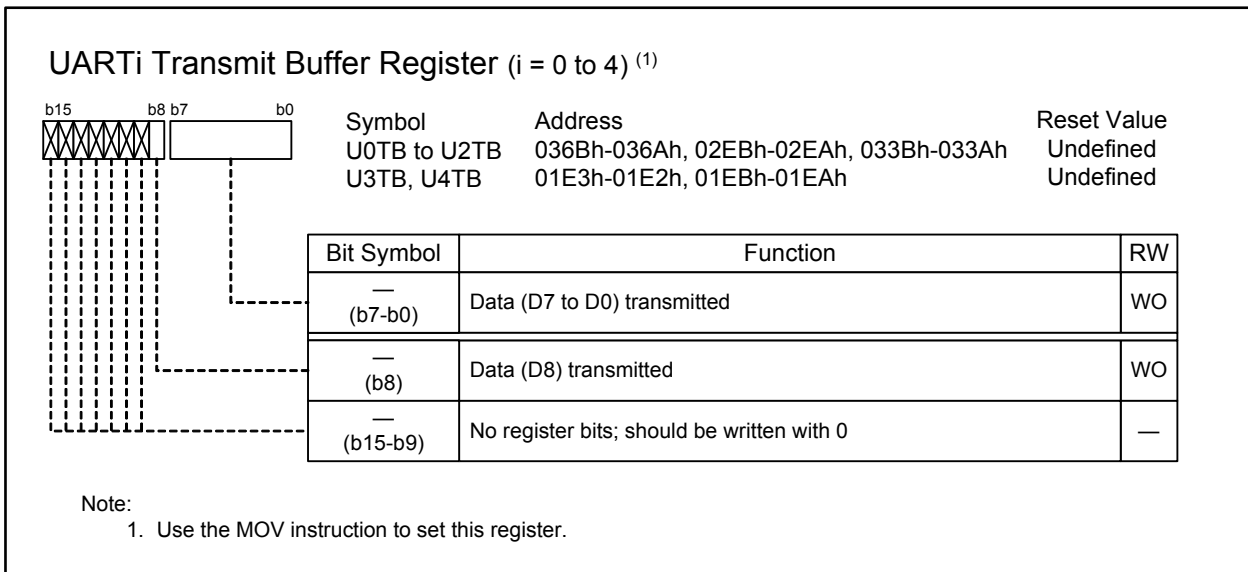 UARTi Transmit Buffer Register (i = 0 to 4) (1)
b15 b8 b7 b0
Symbol Address Reset Value
U0TB to U2TB 036Bh-036Ah, 02EBh-02EAh, 033Bh-033Ah Undefined
U3TB, U4TB 01E3h-01E2h, 01EBh-01EAh Undefined
Bit Symbol Function RW
—
(b7-b0) Data (D7 to D0) transmitted WO
—
(b8) Data (D8) transmitted WO
—
(b15-b9) No register bits; should be written with 0 —
Note:
1. Use the MOV instruction to set this register.